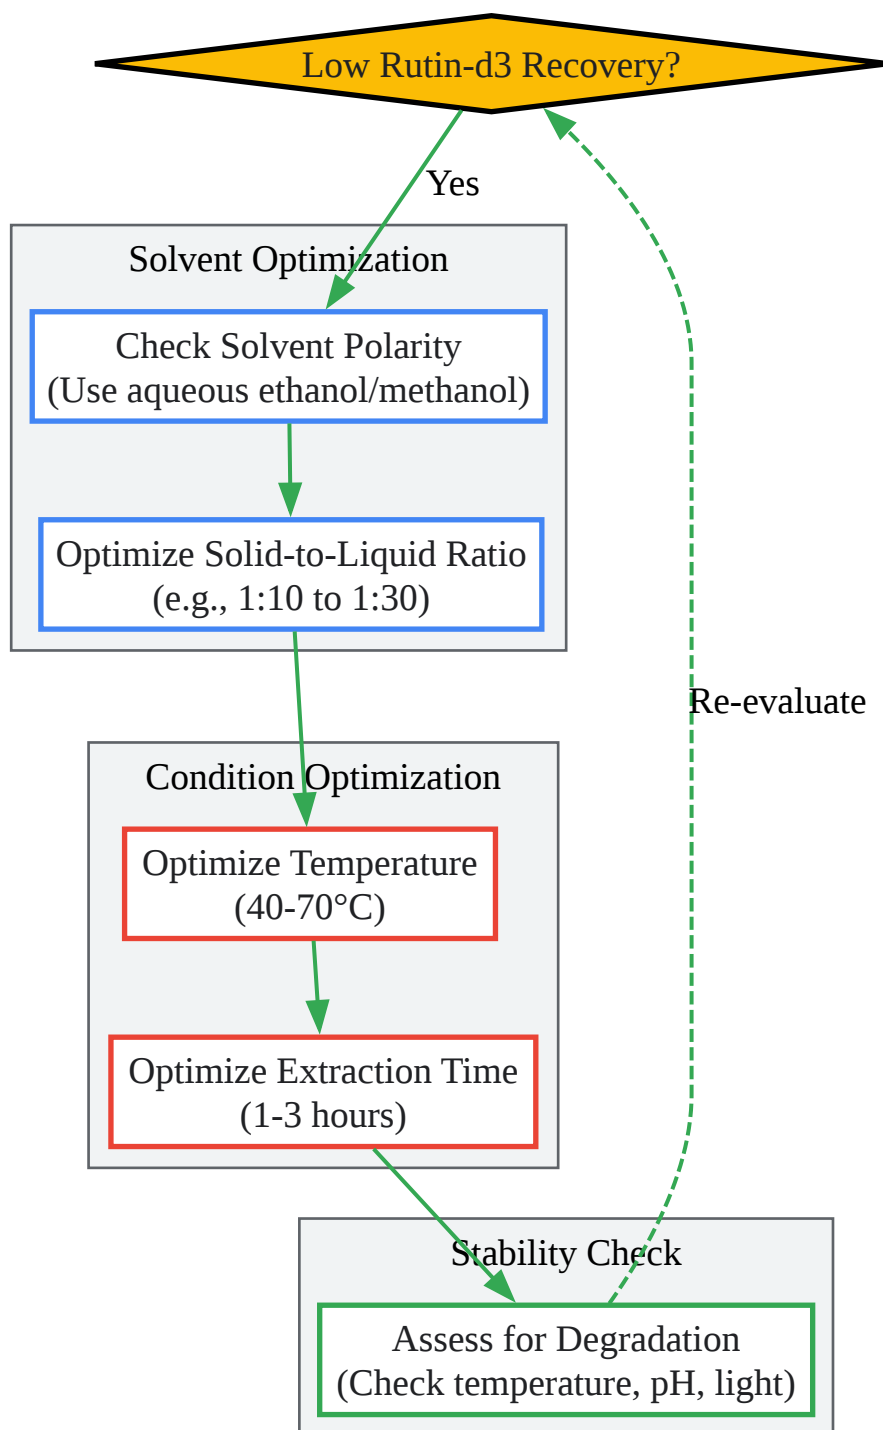 Low Rutin-d3 Recovery?
Yes
Solvent Optimization
Check Solvent Polarity
(Use aqueous ethanol/methanol)
Optimize Solid-to-Liquid Ratio
(e.g., 1:10 to 1:30)
Re-evaluate
Condition Optimization
Optimize Temperature
(40-70°C)
Optimize Extraction Time
(1-3 hours)
Stability Check
Assess for Degradation
(Check temperature, pH, light)